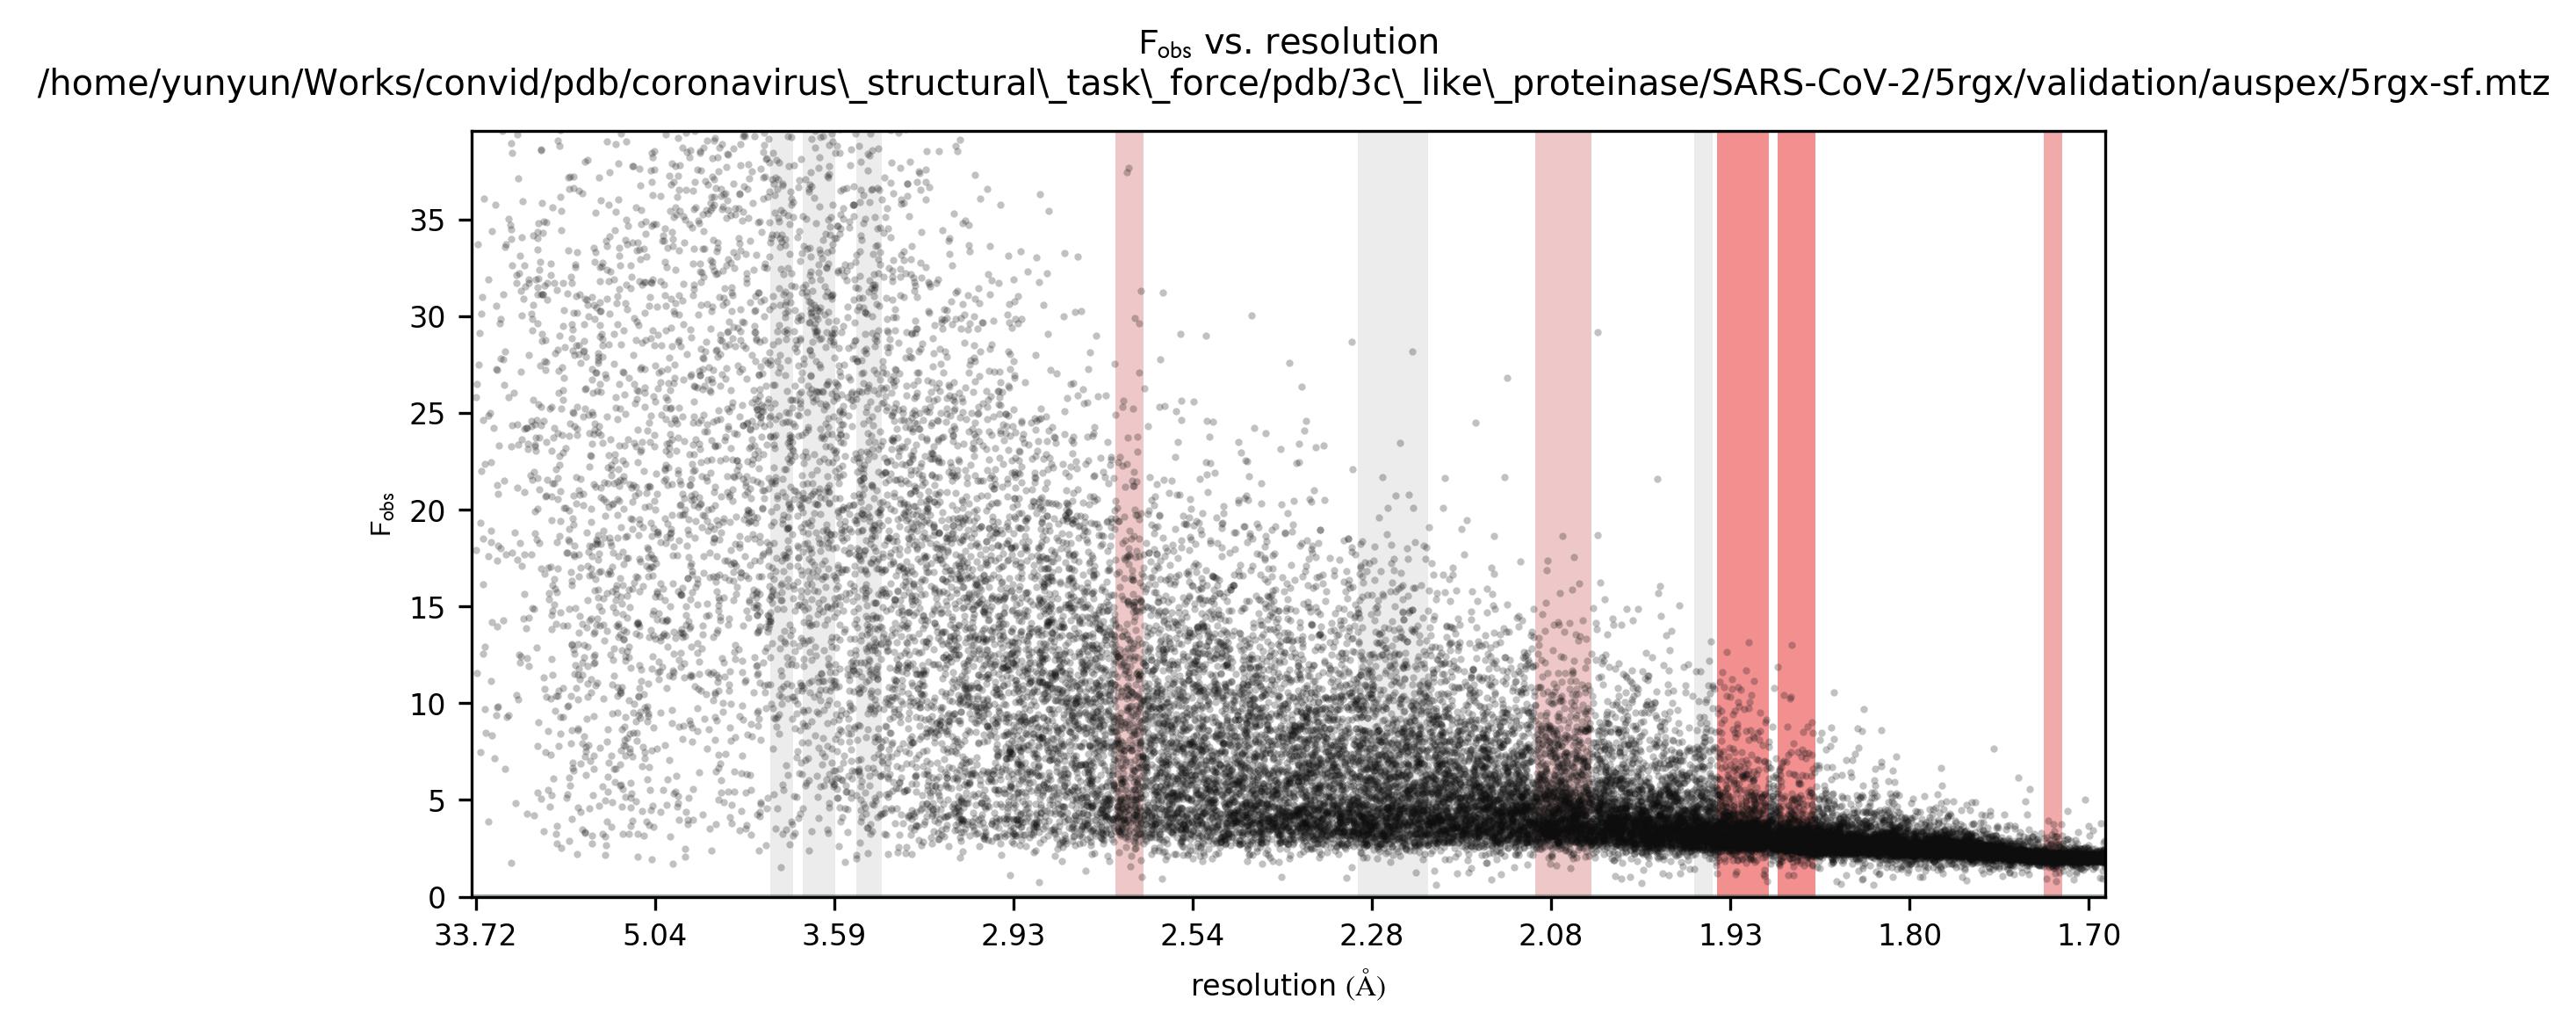 Fobs vs. resolution
/home/yunyun/Works/convid/pdb/coronavirus\_structural\_task\_force/pdb/3c\_like\_proteinase/SARS-CoV-2/5rgx/validation/auspex/5rgx-sf.mtz
35
30
25
20
15
10
5
0
Fobs
33.72 5.04 3.59 2.93 2.54 2.28 2.08 1.93 1.80 1.70
resolution (Å)